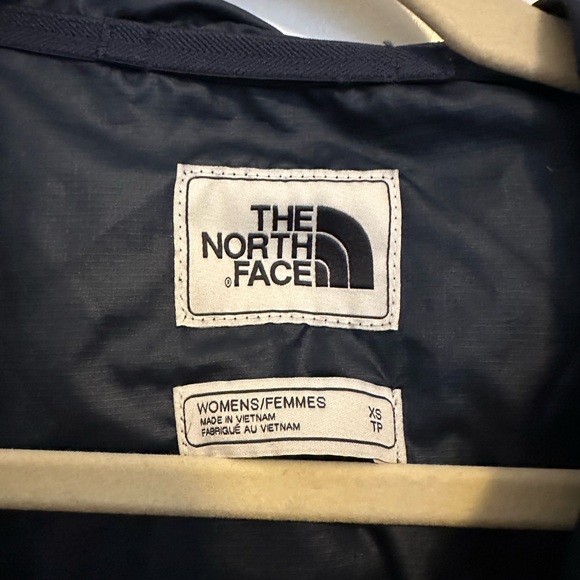 THE
NORTH
®FACE
WOMENS/FEMMES XS
MADE IN VIETNAM TP
FABRIQUÉ AU VIETNAM